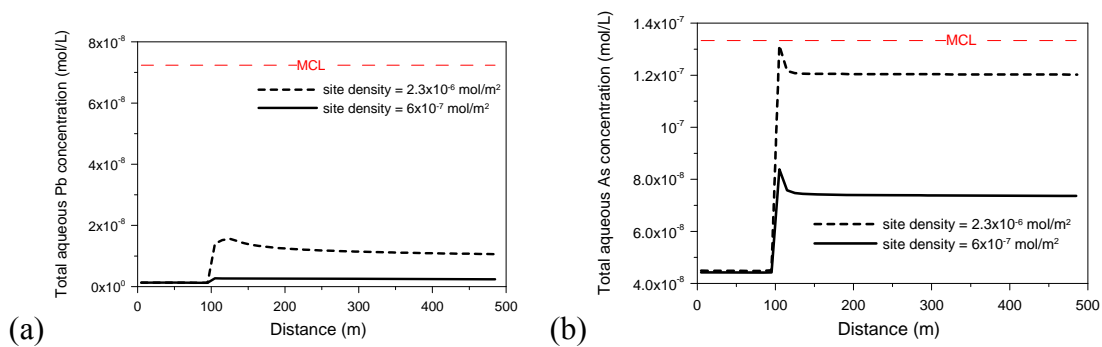 Total aqueous Pb concentration (mol/L)
8x10⁻⁸
6x10⁻⁸
4x10⁻⁸
2x10⁻⁸
0x10⁰
MCL
site density = 2.3x10⁻⁶ mol/m²
site density = 6x10⁻⁷ mol/m²
0 100 200 300 400 500
Distance (m)
(a)
Total aqueous As concentration (mol/L)
1.4x10⁻⁷
1.2x10⁻⁷
1x10⁻⁷
8.0x10⁻⁸
6.0x10⁻⁸
4.0x10⁻⁸
MCL
site density = 2.3x10⁻⁶ mol/m²
site density = 6x10⁻⁷ mol/m²
0 100 200 300 400 500
Distance (m)
(b)